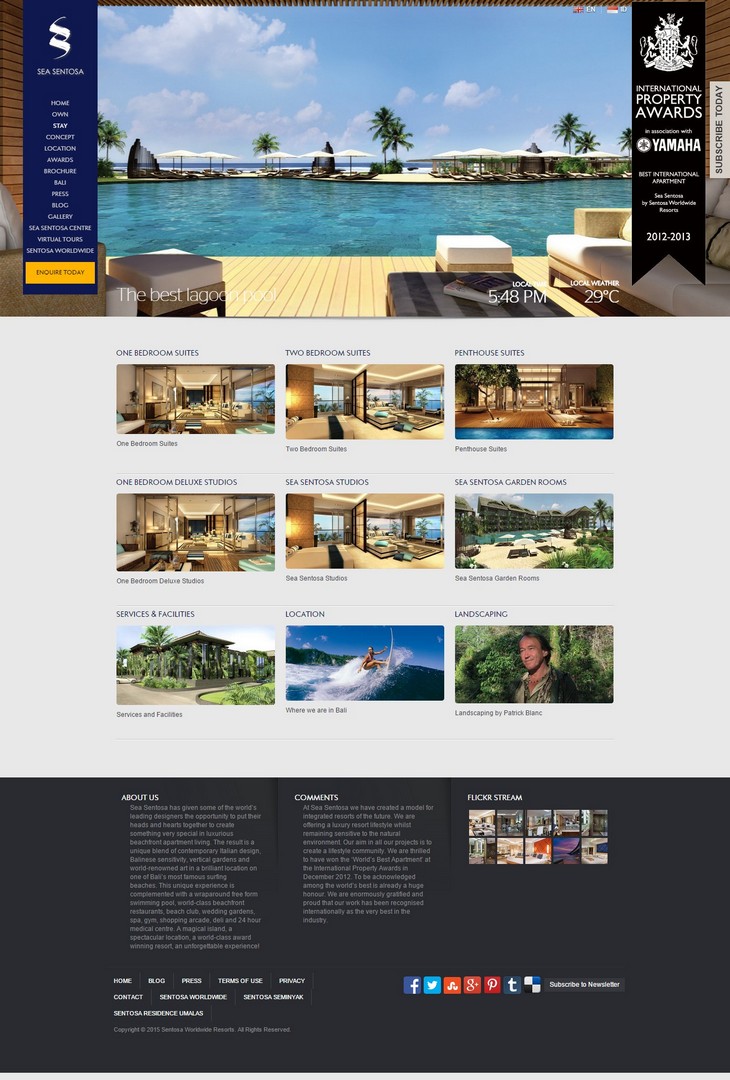 EN
ID
SEA SENTOSA
HOME
OWN
STAY
CONCEPT
LOCATION
AWARDS
BROCHURE
BALI
PRESS
BLOG
GALLERY
SEA SENTOSA CENTRE
VIRTUAL TOURS
SENTOSA WORLDWIDE
ENQUIRE TODAY
INTERNATIONAL
PROPERTY
AWARDS
in association with
YAMAHA
BEST INTERNATIONAL
APARTMENT
Sea Sentosa
by Sentosa Worldwide
Resorts
2012-2013
SUBSCRIBE TODAY
The best lagoon pool
LOCAL
5:48 PM
LOCAL WEATHER
29°C
ONE BEDROOM SUITES
TWO BEDROOM SUITES
PENTHOUSE SUITES
One Bedroom Suites
Two Bedroom Suites
Penthouse Suites
ONE BEDROOM DELUXE STUDIOS
SEA SENTOSA STUDIOS
SEA SENTOSA GARDEN ROOMS
One Bedroom Deluxe Studios
Sea Sentosa Studios
Sea Sentosa Garden Rooms
SERVICES & FACILITIES
LOCATION
LANDSCAPING
Services and Facilities
Where we are in Bali
Landscaping by Patrick Blanc
ABOUT US
Sea Sentosa has given some of the world's
leading designers the opportunity to put their
heads and hearts together to create
something very special in luxurious
beachfront apartment living. The result is a
unique blend of contemporary Italian design,
Balinese sensitivity, vertical gardens and
world-renowned art in a brilliant location on
one of Bali's most famous surfing
beaches. This unique experience is
complemented with a wraparound free form
swimming pool, world-class beachfront
restaurants, beach club, wedding gardens,
spa, gym, shopping arcade, deli and 24 hour
medical centre. A magical island, a
spectacular location, a world-class award
winning resort, an unforgettable experience!
COMMENTS
At Sea Sentosa we have created a model for
integrated resorts of the future. We are
offering a luxury resort lifestyle whilst
remaining sensitive to the natural
environment. Our aim in all our projects is to
create a lifestyle community. We are thrilled
to have won the 'World's Best Apartment' at
the International Property Awards in
December 2012. To be acknowledged
among the world's best is already a huge
honour. We are enormously gratified and
proud that our work has been recognised
internationally as the very best in the
industry.
FLICKR STREAM
HOME
BLOG
PRESS
TERMS OF USE
PRIVACY
CONTACT
SENTOSA WORLDWIDE
SENTOSA SEMINYAK
SENTOSA RESIDENCE UMALAS
Subscribe to Newsletter
Copyright © 2015 Sentosa Worldwide Resorts. All Rights Reserved.